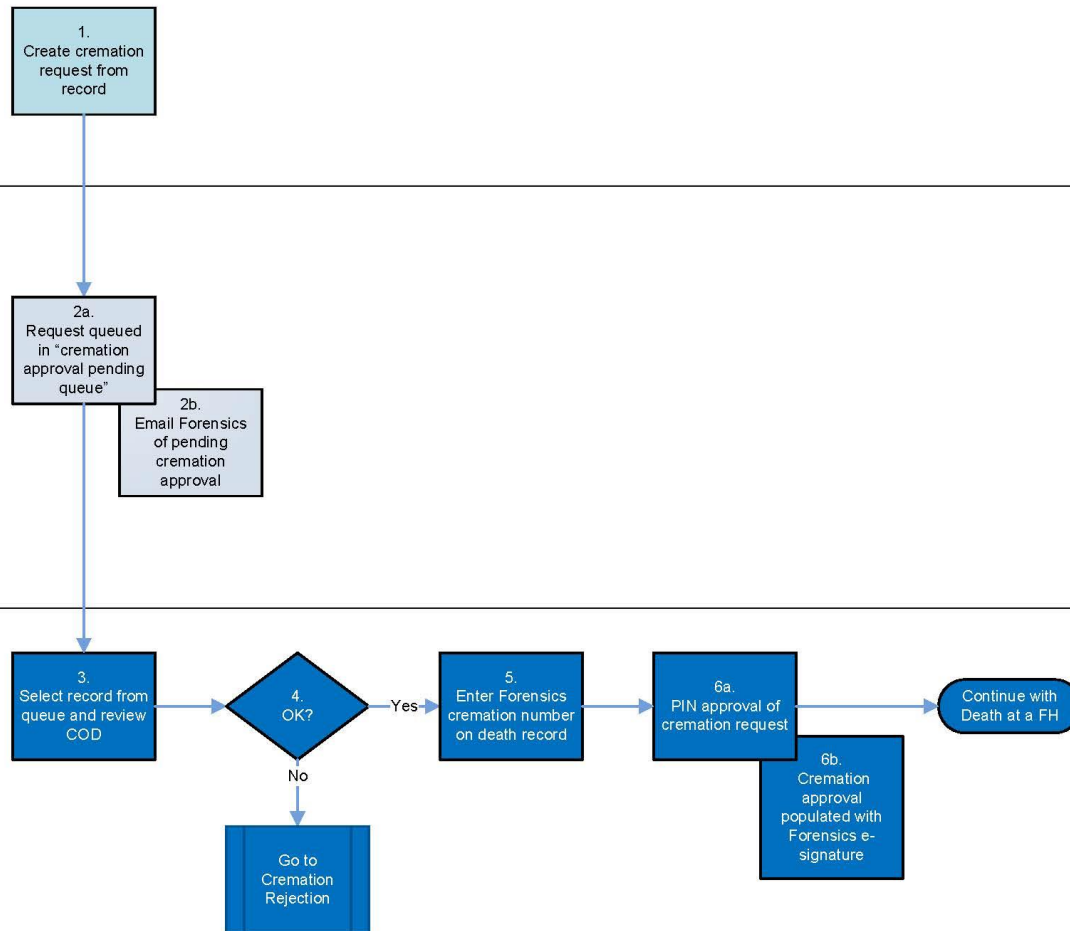 1.
Create cremation
request from
record
2a.
Request queued
in “cremation
approval pending
queue”
2b.
Email Forensics
of pending
cremation
approval
3.
Select record from
queue and review
COD
4.
OK?
Yes
No
Go to
Cremation
Rejection
5.
Enter Forensics
cremation number
on death record
6a.
PIN approval of
cremation request
6b.
Cremation
approval
populated with
Forensics e-
signature
Continue with
Death at a FH